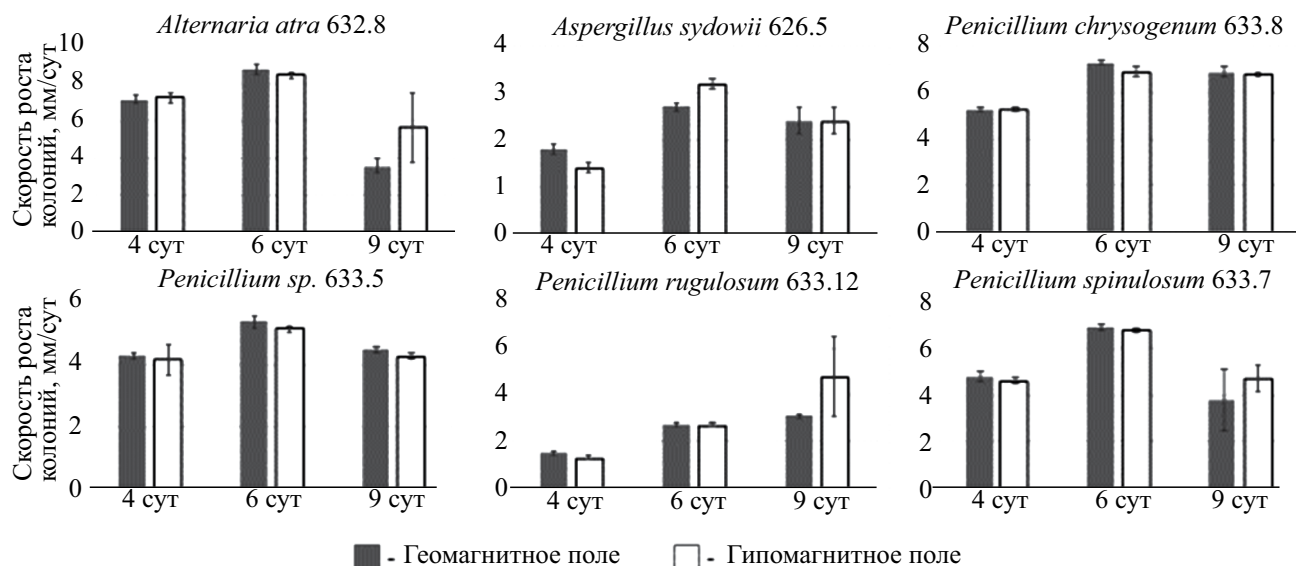 Alternaria atra 632.8
Скорость роста
колоний, мм/сут
10
8
6
4
2
0
4 сут
6 сут
9 сут
Aspergillus sydowii 626.5
4
3
2
1
0
4 сут
6 сут
9 сут
Penicillium chrysogenum 633.8
8
6
4
2
0
4 сут
6 сут
9 сут
Penicillium sp. 633.5
Скорость роста
колоний, мм/сут
6
4
2
0
4 сут
6 сут
9 сут
Penicillium rugulosum 633.12
8
6
4
2
0
4 сут
6 сут
9 сут
Penicillium spinulosum 633.7
8
6
4
2
0
4 сут
6 сут
9 сут
- Геомагнитное поле
- Гипомагнитное поле